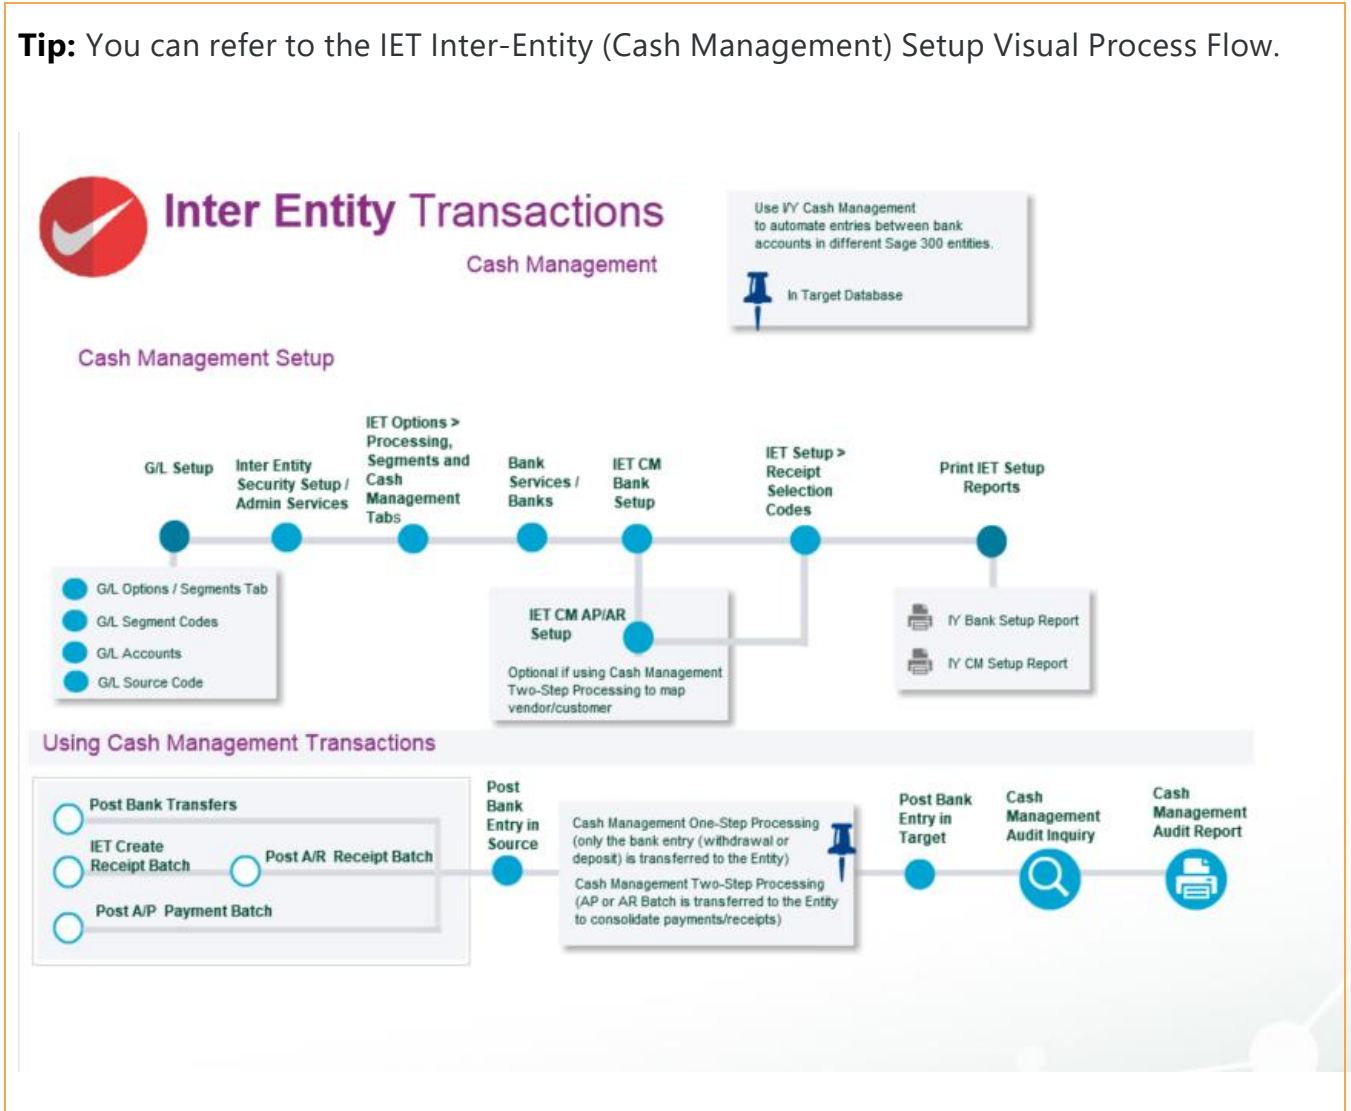 Tip: You can refer to the IET Inter-Entity (Cash Management) Setup Visual Process Flow.
Inter Entity Transactions
Cash Management
Use I/Y Cash Management
to automate entries between bank
accounts in different Sage 300 entities.
In Target Database
Cash Management Setup
G/L Setup
Inter Entity
Security Setup /
Admin Services
IET Options >
Processing,
Segments and
Cash
Management
Tabs
Bank
Services /
Banks
IET CM
Bank
Setup
IET Setup >
Receipt
Selection
Codes
Print IET Setup
Reports
G/L Options / Segments Tab
G/L Segment Codes
G/L Accounts
G/L Source Code
IET CM AP/AR
Setup
Optional if using Cash Management
Two-Step Processing to map
vendor/customer
IY Bank Setup Report
IY CM Setup Report
Using Cash Management Transactions
Post Bank Transfers
IET Create
Receipt Batch
Post A/R Receipt Batch
Post A/P Payment Batch
Post
Bank
Entry in
Source
Cash Management One-Step Processing
(only the bank entry (withdrawal or
deposit) is transferred to the Entity)
Cash Management Two-Step Processing
(AP or AR Batch is transferred to the Entity
to consolidate payments/receipts)
Post Bank
Entry in
Target
Cash
Management
Audit Inquiry
Cash
Management
Audit Report